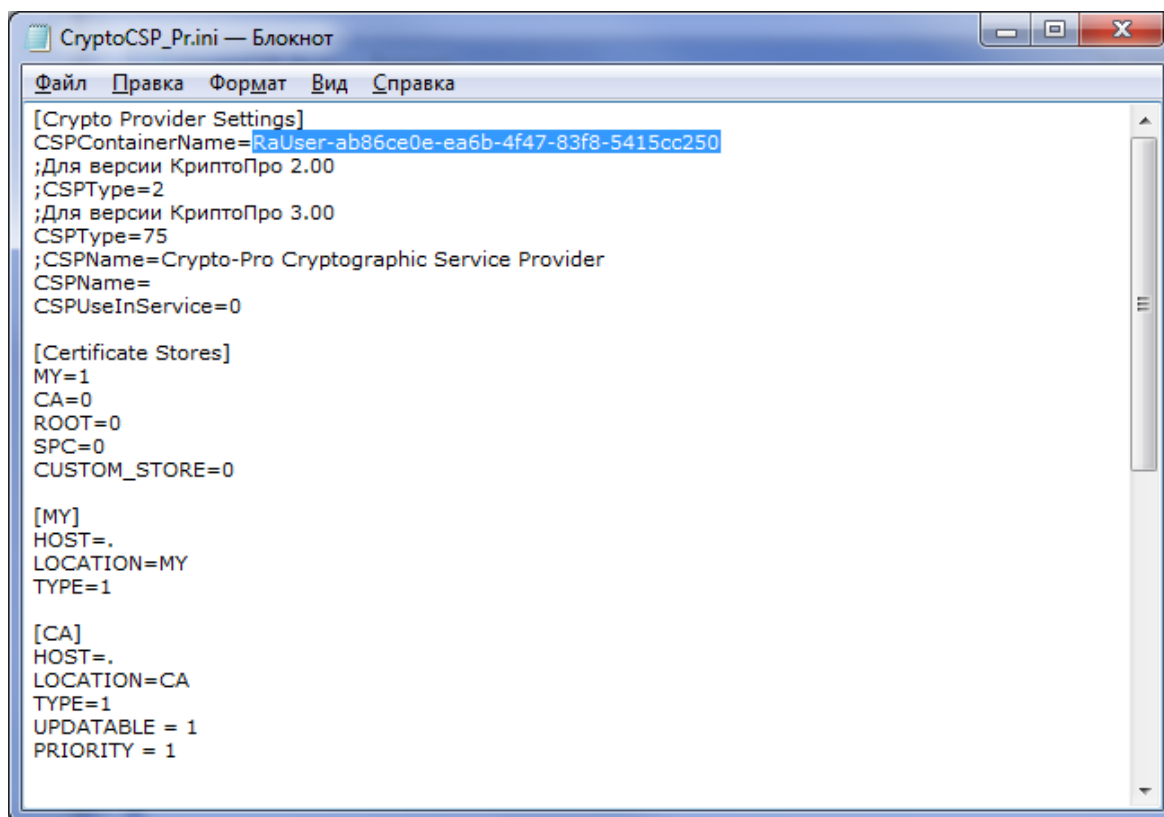 CryptoCSP_Pr.ini — Блокнот
Файл Правка Формат Вид Справка
[Crypto Provider Settings]
CSPContainerName=RaUser-ab86ce0e-ea6b-4f47-83f8-5415cc250
;Для версии КриптоПро 2.00
;CSPType=2
;Для версии КриптоПро 3.00
CSPType=75
;CSPName=Crypto-Pro Cryptographic Service Provider
CSPName=
CSPUseInService=0
[Certificate Stores]
MY=1
CA=0
ROOT=0
SPC=0
CUSTOM_STORE=0
[MY]
HOST=.
LOCATION=MY
TYPE=1
[CA]
HOST=.
LOCATION=CA
TYPE=1
UPDATABLE = 1
PRIORITY = 1